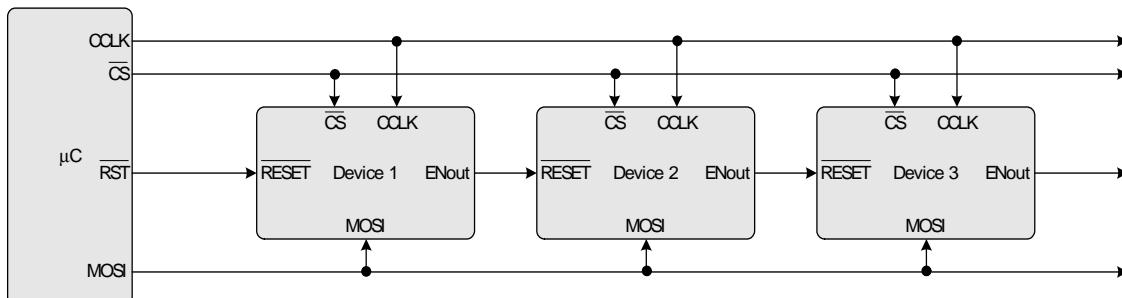 CCLK
CS
μC
RST
MOSI
CS CCLK
RESET Device 1 ENout
MOSI
CS CCLK
RESET Device 2 ENout
MOSI
CS CCLK
RESET Device 3 ENout
MOSI